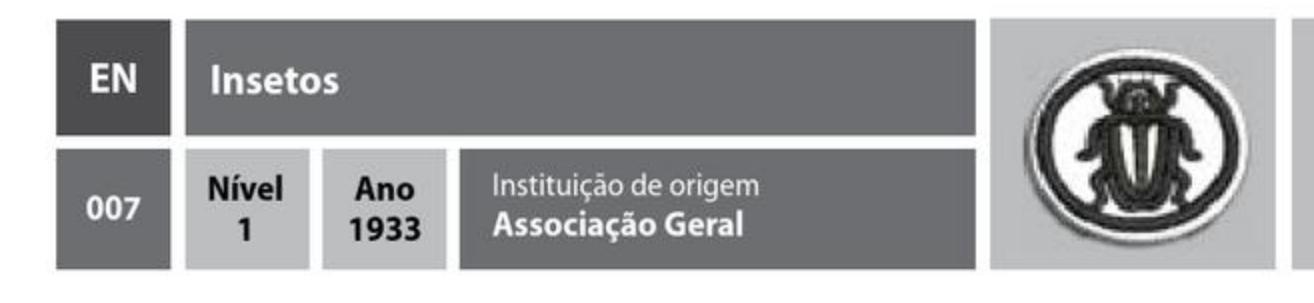 EN
Insetos
007
Nível
1
Ano
1933
Instituição de origem
Associação Geral